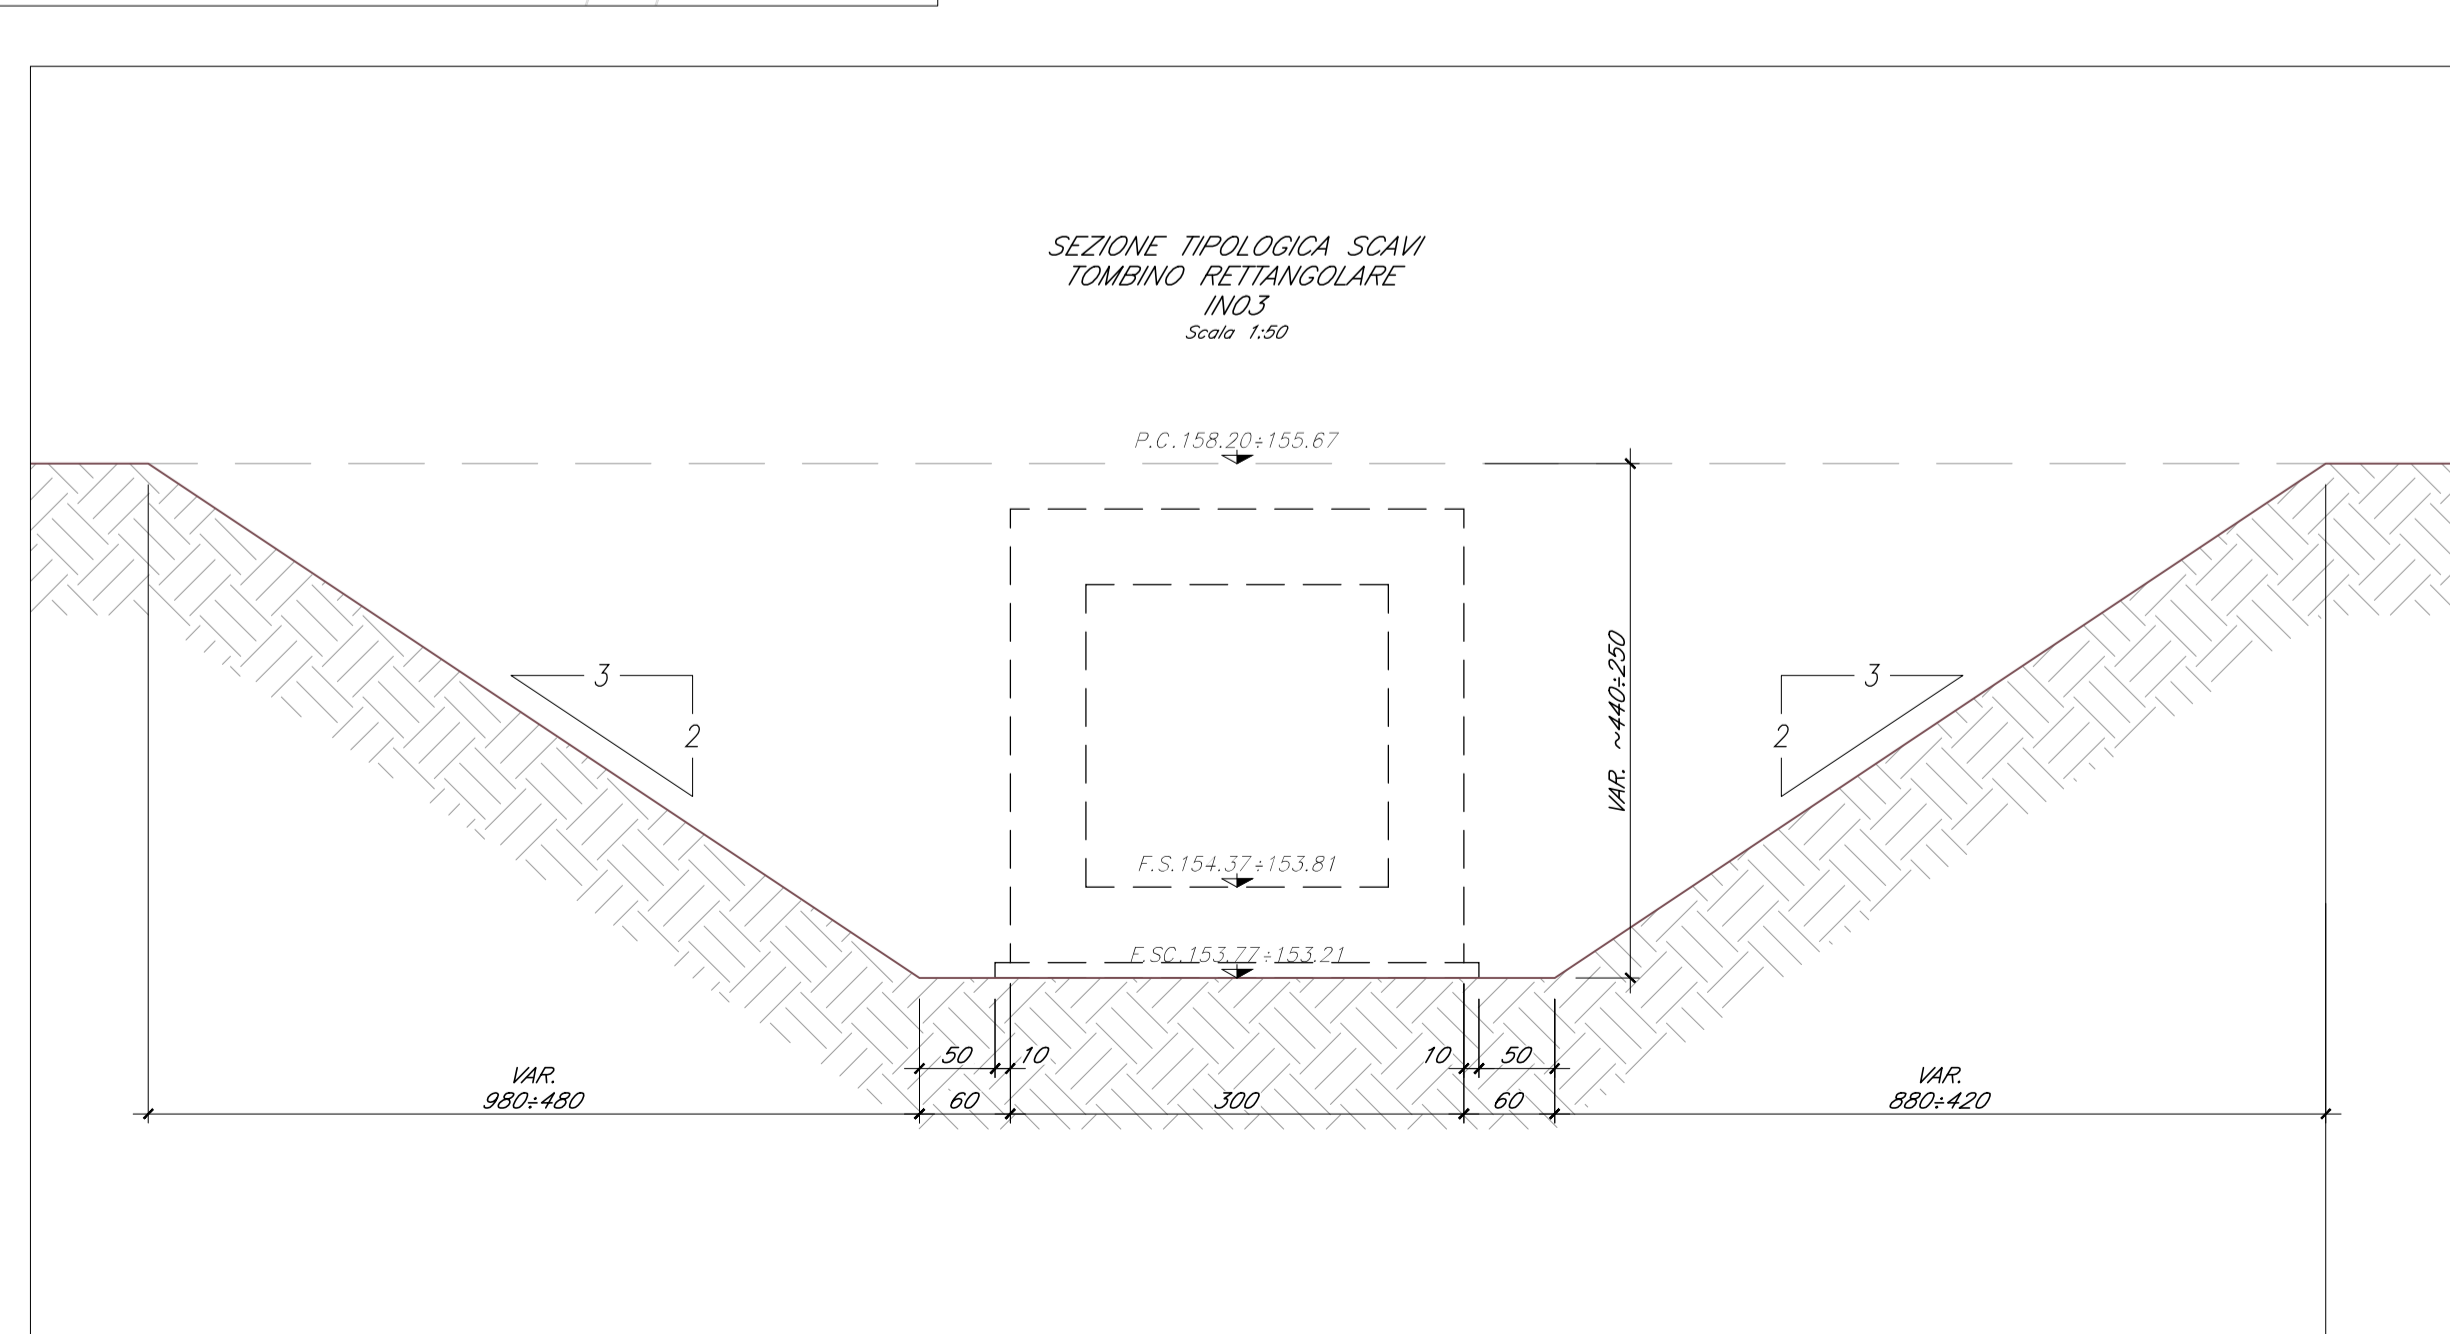 SEZIONE TIPOLOGICA SCAVI
TOMBINO RETTANGOLARE
IN03
Scala 1:50
P.C.158.20÷155.67
3
2
3
2
VAR. ~440÷250
F.S.154.37÷153.81
F.SC.153.77÷153.21
50 10
10 50
VAR.
980÷480
60
300
60
VAR.
880÷420